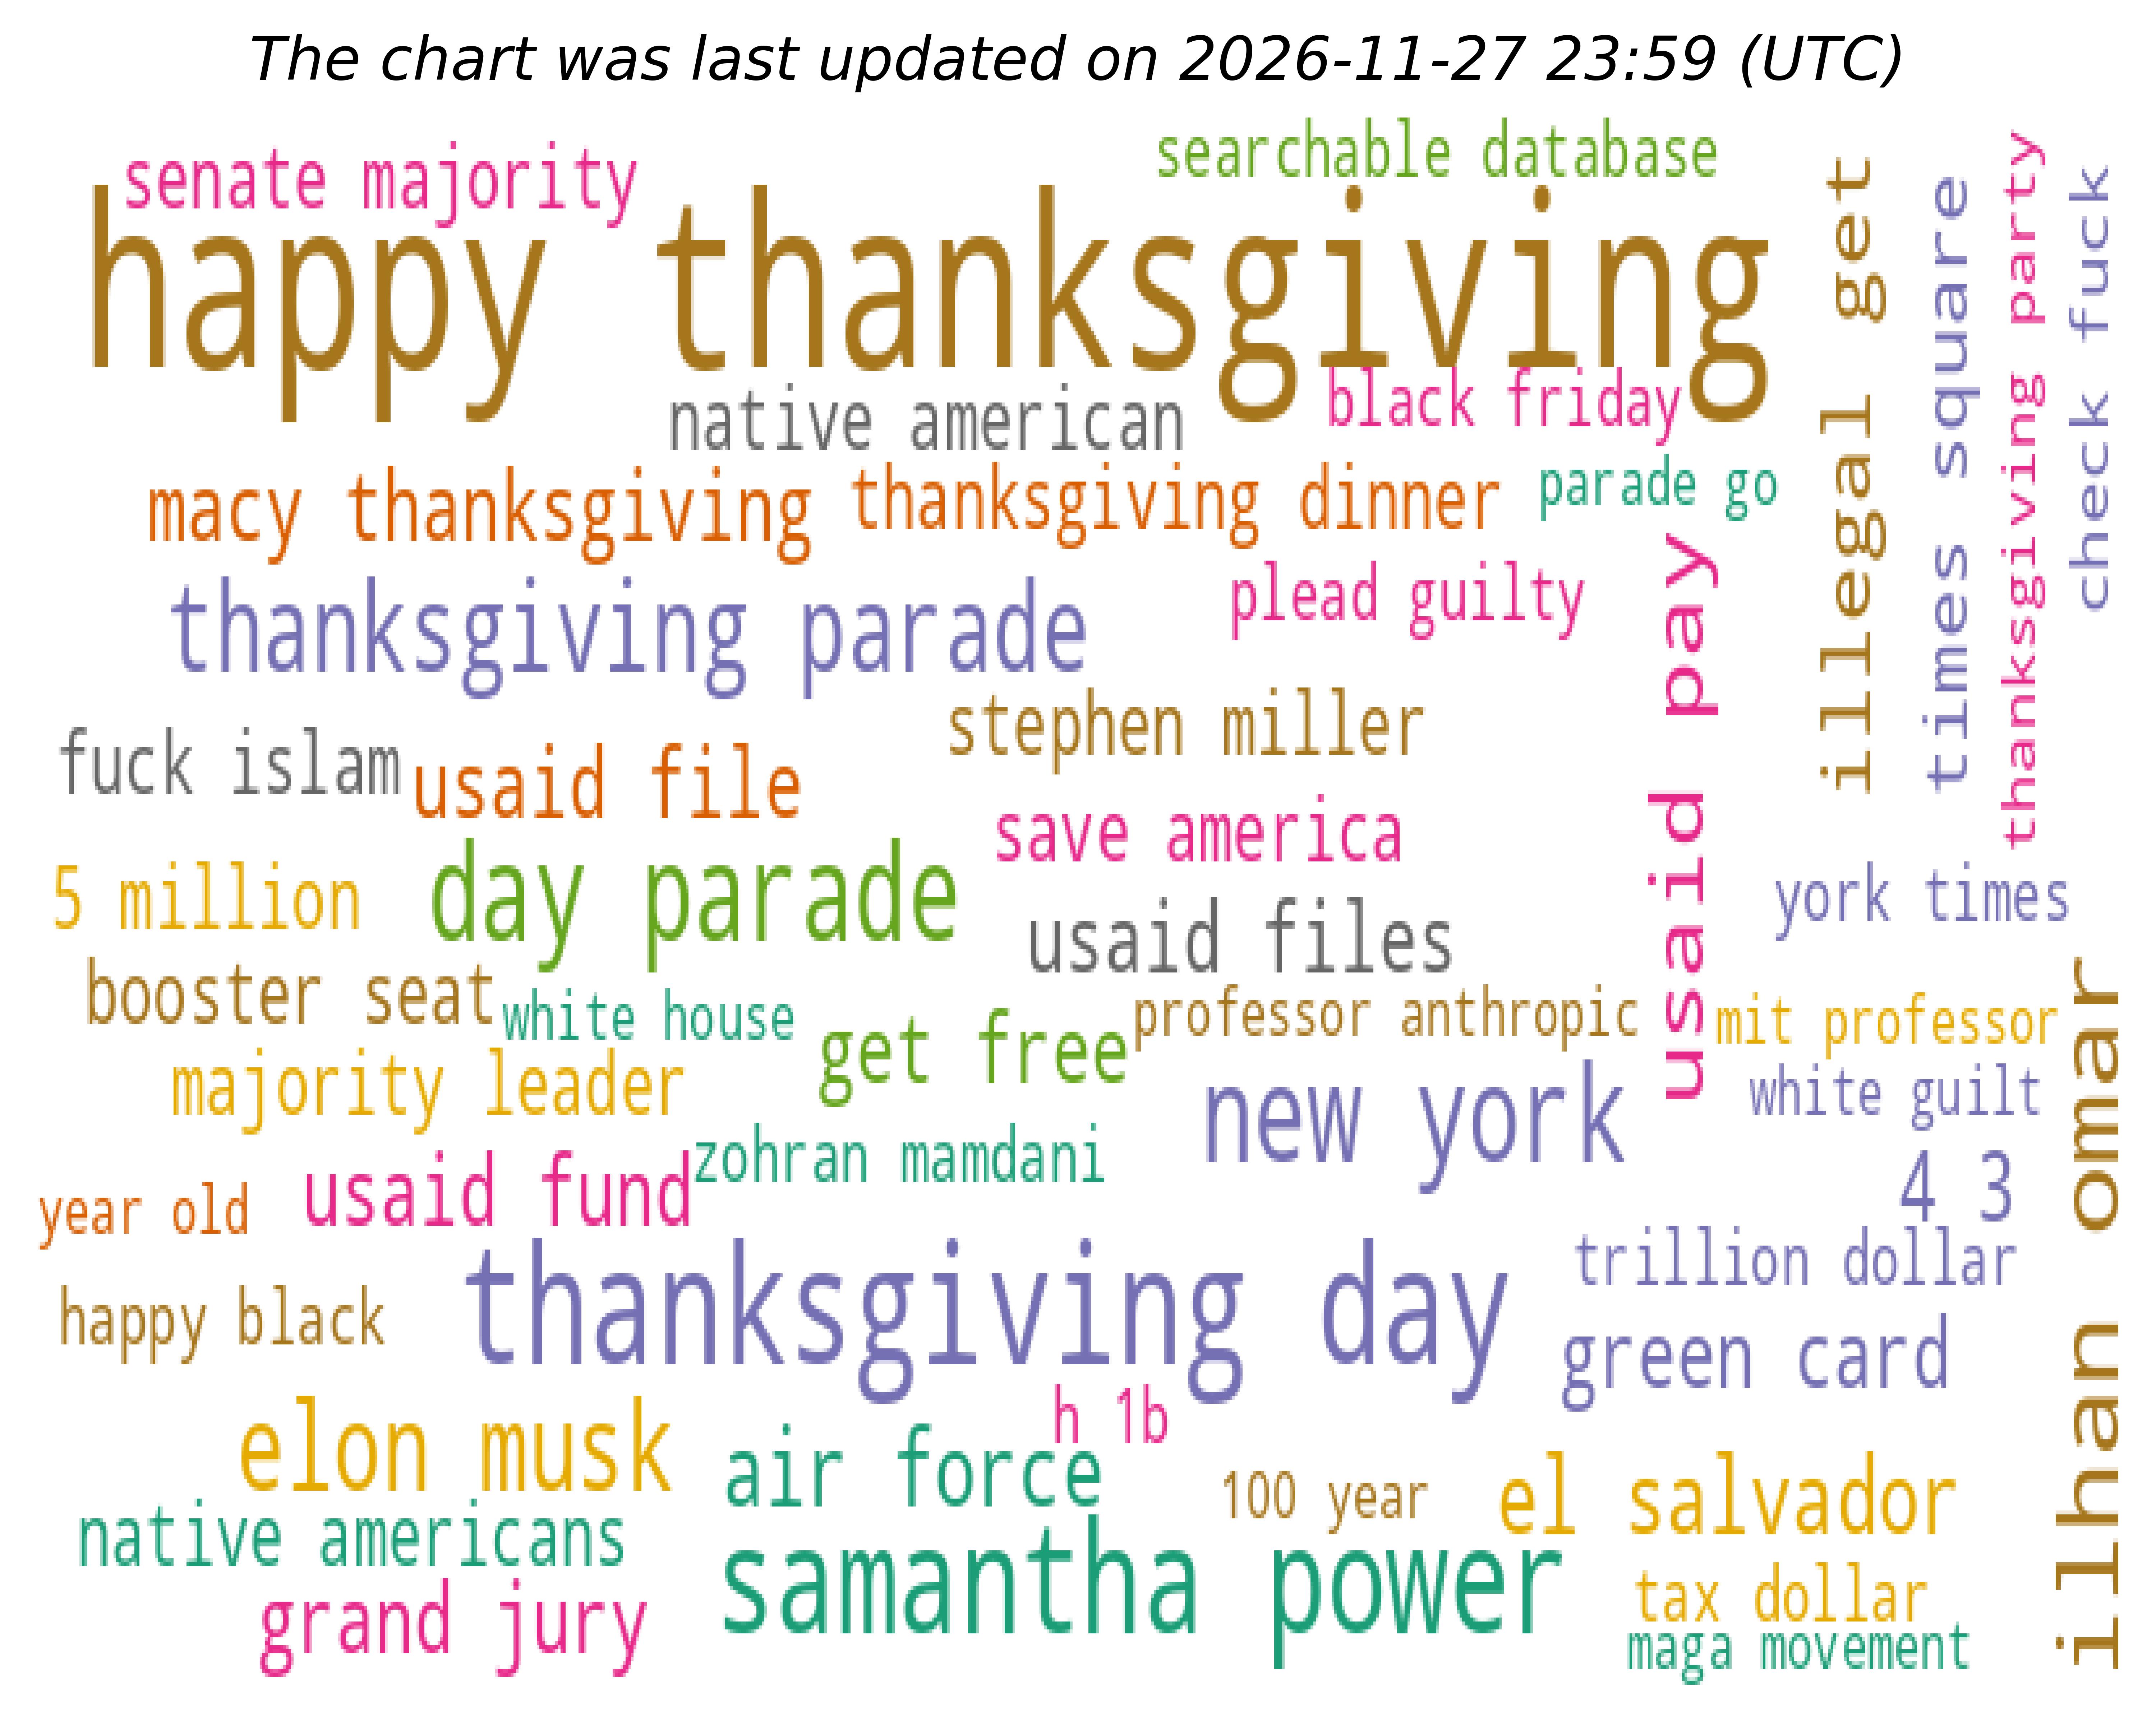 The chart was last updated on 2026-11-27 23:59 (UTC)
senate majority
searchable database
happy thanksgiving
native american
black friday
macy thanksgiving
thanksgiving dinner
parade go
thanksgiving parade
plead guilty
illegal get
times square
thanksgiving party
check fuck
usaid pay
stephen miller
fuck islam
usaid file
save america
5 million
day parade
york times
usaid files
booster seat
white house
get free
professor anthropic
mit professor
majority leader
new york
white guilt
zohran mamdani
usaid fund
4 3
year old
thanksgiving day
trillion dollar
happy black
green card
ilhan omar
elon musk
h 1b
air force
100 year
el salvador
native americans
samantha power
tax dollar
grand jury
maga movement